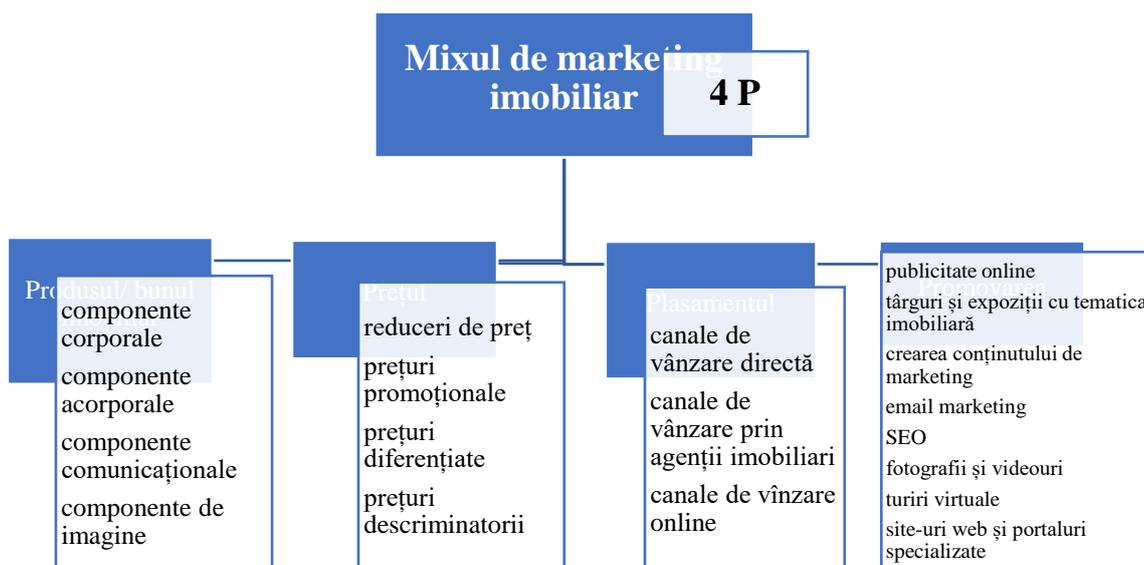 Mixul de marketing
imobiliar
4 P
Produsul/ bunul
componente
corporale
componente
acorporale
componente
comunicaționale
componente de
imagine
Prețul
reduceri de preț
prețuri
promoționale
prețuri
diferențiate
prețuri
descriminatorii
Plasamentul
canale de
vânzare directă
canale de
vânzare prin
agenții imobiliari
canale de vînzare
online
Promovarea
publicitate online
târguri și expoziții cu tematica
imobiliară
crearea conținutului de
marketing
email marketing
SEO
fotografii și videouri
turiri virtuale
site-uri web și portaluri
specializate